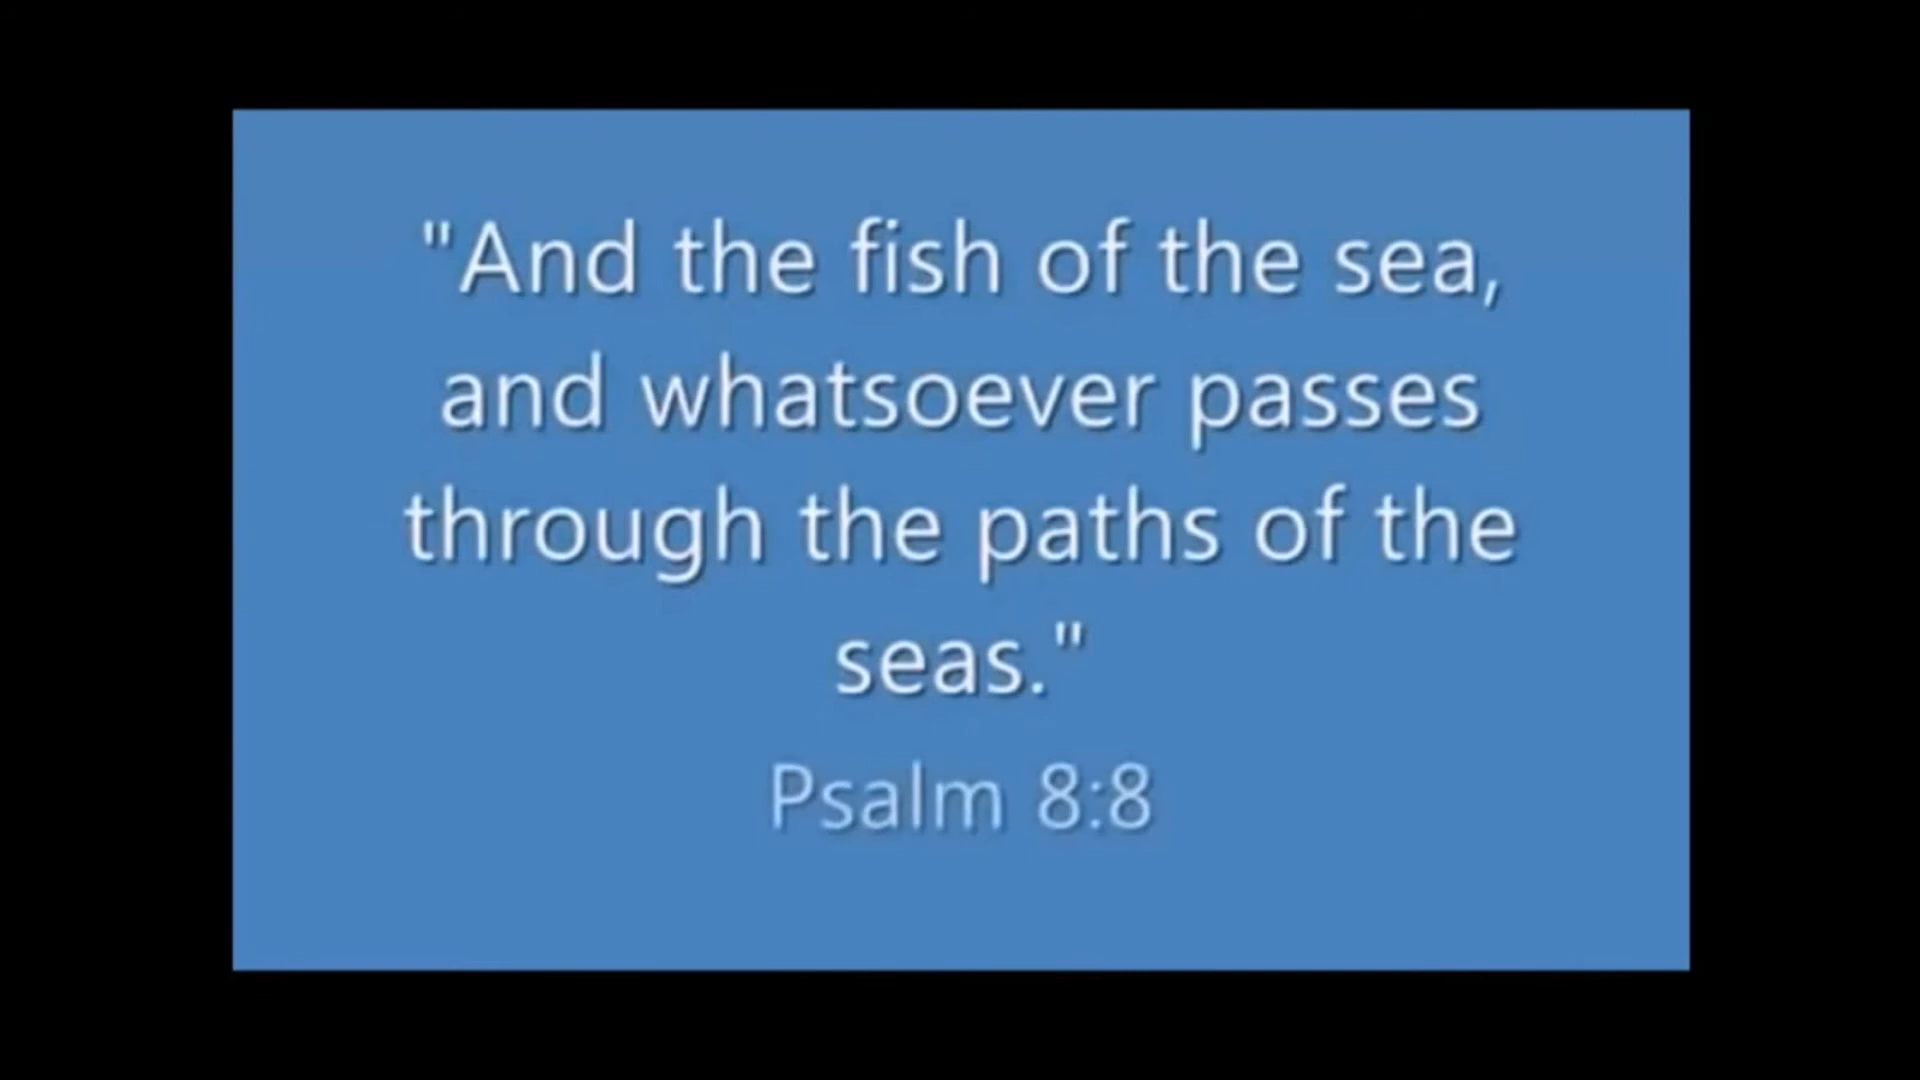 "And the fish of the sea,
and whatsoever passes
through the paths of the
seas."
Psalm 8:8